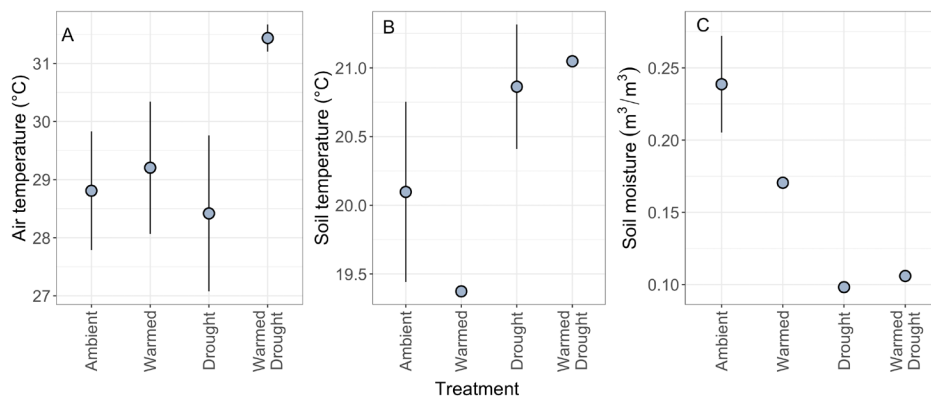 A
Air temperature (°C)
31
30
29
28
27
Ambient
Warmed
Drought
Warmed
Drought
B
Soil temperature (°C)
21.0
20.5
20.0
19.5
Ambient
Warmed
Drought
Warmed
Drought
C
Soil moisture (m³/m³)
0.25
0.20
0.15
0.10
Ambient
Warmed
Drought
Warmed
Drought
Treatment